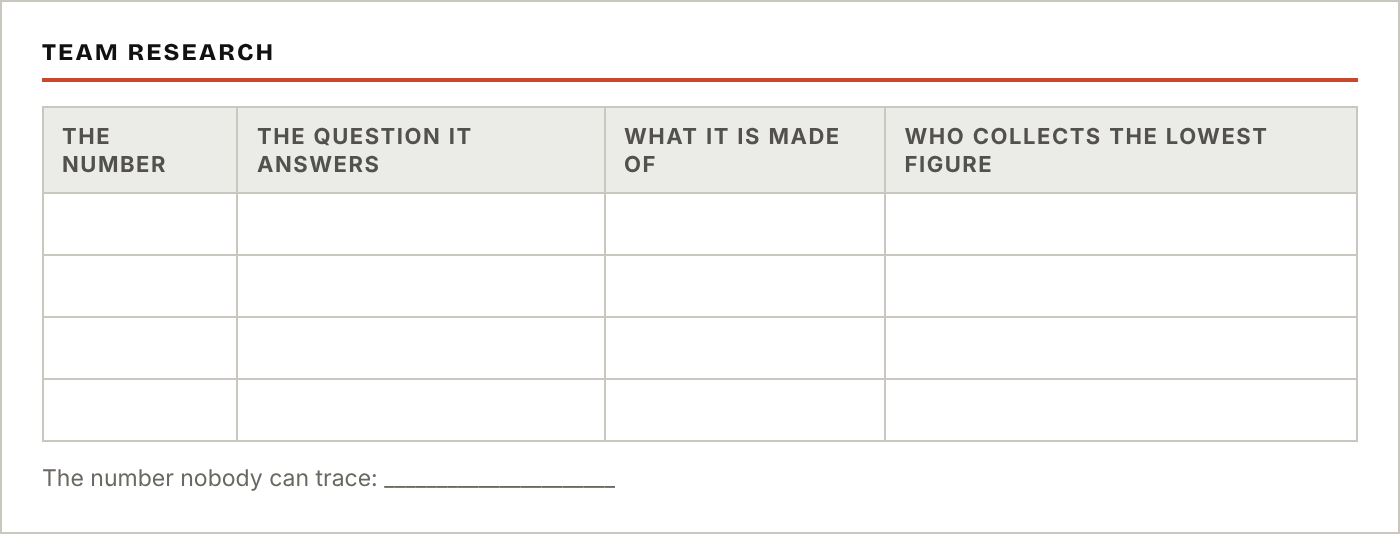 TEAM RESEARCH
THE NUMBER
THE QUESTION IT ANSWERS
WHAT IT IS MADE OF
WHO COLLECTS THE LOWEST FIGURE
The number nobody can trace: ____________________